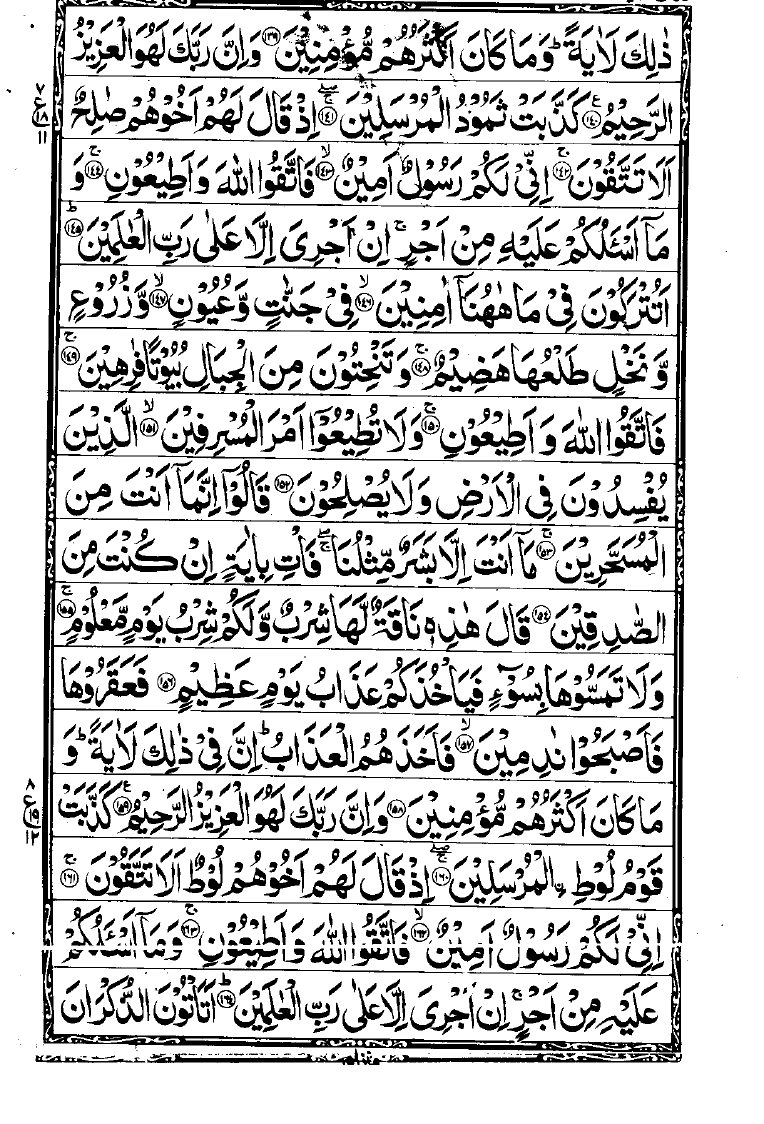 ذٰلِكَ لَاٰيَةً ؕ وَمَا كَانَ اَكْثَرُهُمْ مُّؤْمِنِيْنَ ﴿۱۳۹﴾ وَاِنَّ رَبَّكَ لَهُوَ الْعَزِيْزُ
الرَّحِيْمُ ﴿۱۴۰﴾ كَذَّبَتْ ثَمُوْدُ الْمُرْسَلِيْنَ ﴿۱۴۱﴾ اِذْ قَالَ لَهُمْ اَخُوْهُمْ صٰلِحٌ
اَلَا تَتَّقُوْنَ ﴿۱۴۲﴾ اِنِّىْ لَكُمْ رَسُوْلٌ اَمِيْنٌ ﴿۱۴۳﴾ فَاتَّقُوا اللّٰهَ وَاَطِيْعُوْنِ ﴿۱۴۴﴾ وَ
مَاۤ اَسْـَٔلُكُمْ عَلَيْهِ مِنْ اَجْرٍ ۚ اِنْ اَجْرِىَ اِلَّا عَلٰى رَبِّ الْعٰلَمِيْنَ ﴿۱۴۵﴾
اَتُتْرَكُوْنَ فِىْ مَا هٰهُنَاۤ اٰمِنِيْنَ ﴿۱۴۶﴾ فِىْ جَنّٰتٍ وَّعُيُوْنٍ ﴿۱۴۷﴾ وَّزُرُوْعٍ
وَّنَخْلٍ طَلْعُهَا هَضِيْمٌ ﴿۱۴۸﴾ وَتَنْحِتُوْنَ مِنَ الْجِبَالِ بُيُوْتًا فٰرِهِيْنَ ﴿۱۴۹﴾
فَاتَّقُوا اللّٰهَ وَاَطِيْعُوْنِ ﴿۱۵۰﴾ وَلَا تُطِيْعُوْۤا اَمْرَ الْمُسْرِفِيْنَ ﴿۱۵۱﴾ الَّذِيْنَ
يُفْسِدُوْنَ فِى الْاَرْضِ وَلَا يُصْلِحُوْنَ ﴿۱۵۲﴾ قَالُوْۤا اِنَّمَاۤ اَنْتَ مِنَ
الْمُسَحَّرِيْنَ ﴿۱۵۳﴾ مَاۤ اَنْتَ اِلَّا بَشَرٌ مِّثْلُنَا ۖۚ فَاْتِ بِاٰيَةٍ اِنْ كُنْتَ مِنَ
الصّٰدِقِيْنَ ﴿۱۵۴﴾ قَالَ هٰذِهٖ نَاقَةٌ لَّهَا شِرْبٌ وَّلَكُمْ شِرْبُ يَوْمٍ مَّعْلُوْمٍ ﴿۱۵۵﴾
وَلَا تَمَسُّوْهَا بِسُوْٓءٍ فَيَاْخُذَكُمْ عَذَابُ يَوْمٍ عَظِيْمٍ ﴿۱۵۶﴾ فَعَقَرُوْهَا
فَاَصْبَحُوْا نٰدِمِيْنَ ﴿۱۵۷﴾ فَاَخَذَهُمُ الْعَذَابُ ؕ اِنَّ فِىْ ذٰلِكَ لَاٰيَةً ؕ وَ
مَا كَانَ اَكْثَرُهُمْ مُّؤْمِنِيْنَ ﴿۱۵۸﴾ وَاِنَّ رَبَّكَ لَهُوَ الْعَزِيْزُ الرَّحِيْمُ ﴿۱۵۹﴾ كَذَّبَتْ
قَوْمُ لُوْطِ ۨالْمُرْسَلِيْنَ ﴿۱۶۰﴾ اِذْ قَالَ لَهُمْ اَخُوْهُمْ لُوْطٌ اَلَا تَتَّقُوْنَ ﴿۱۶۱﴾
اِنِّىْ لَكُمْ رَسُوْلٌ اَمِيْنٌ ﴿۱۶۲﴾ فَاتَّقُوا اللّٰهَ وَاَطِيْعُوْنِ ﴿۱۶۳﴾ وَمَاۤ اَسْـَٔلُكُمْ
عَلَيْهِ مِنْ اَجْرٍ ۚ اِنْ اَجْرِىَ اِلَّا عَلٰى رَبِّ الْعٰلَمِيْنَ ﴿۱۶۴﴾ اَتَاْتُوْنَ الذُّكْرَانَ
۷
ع
۱۸
۱۱
۸
ع
۱۹
۱۲